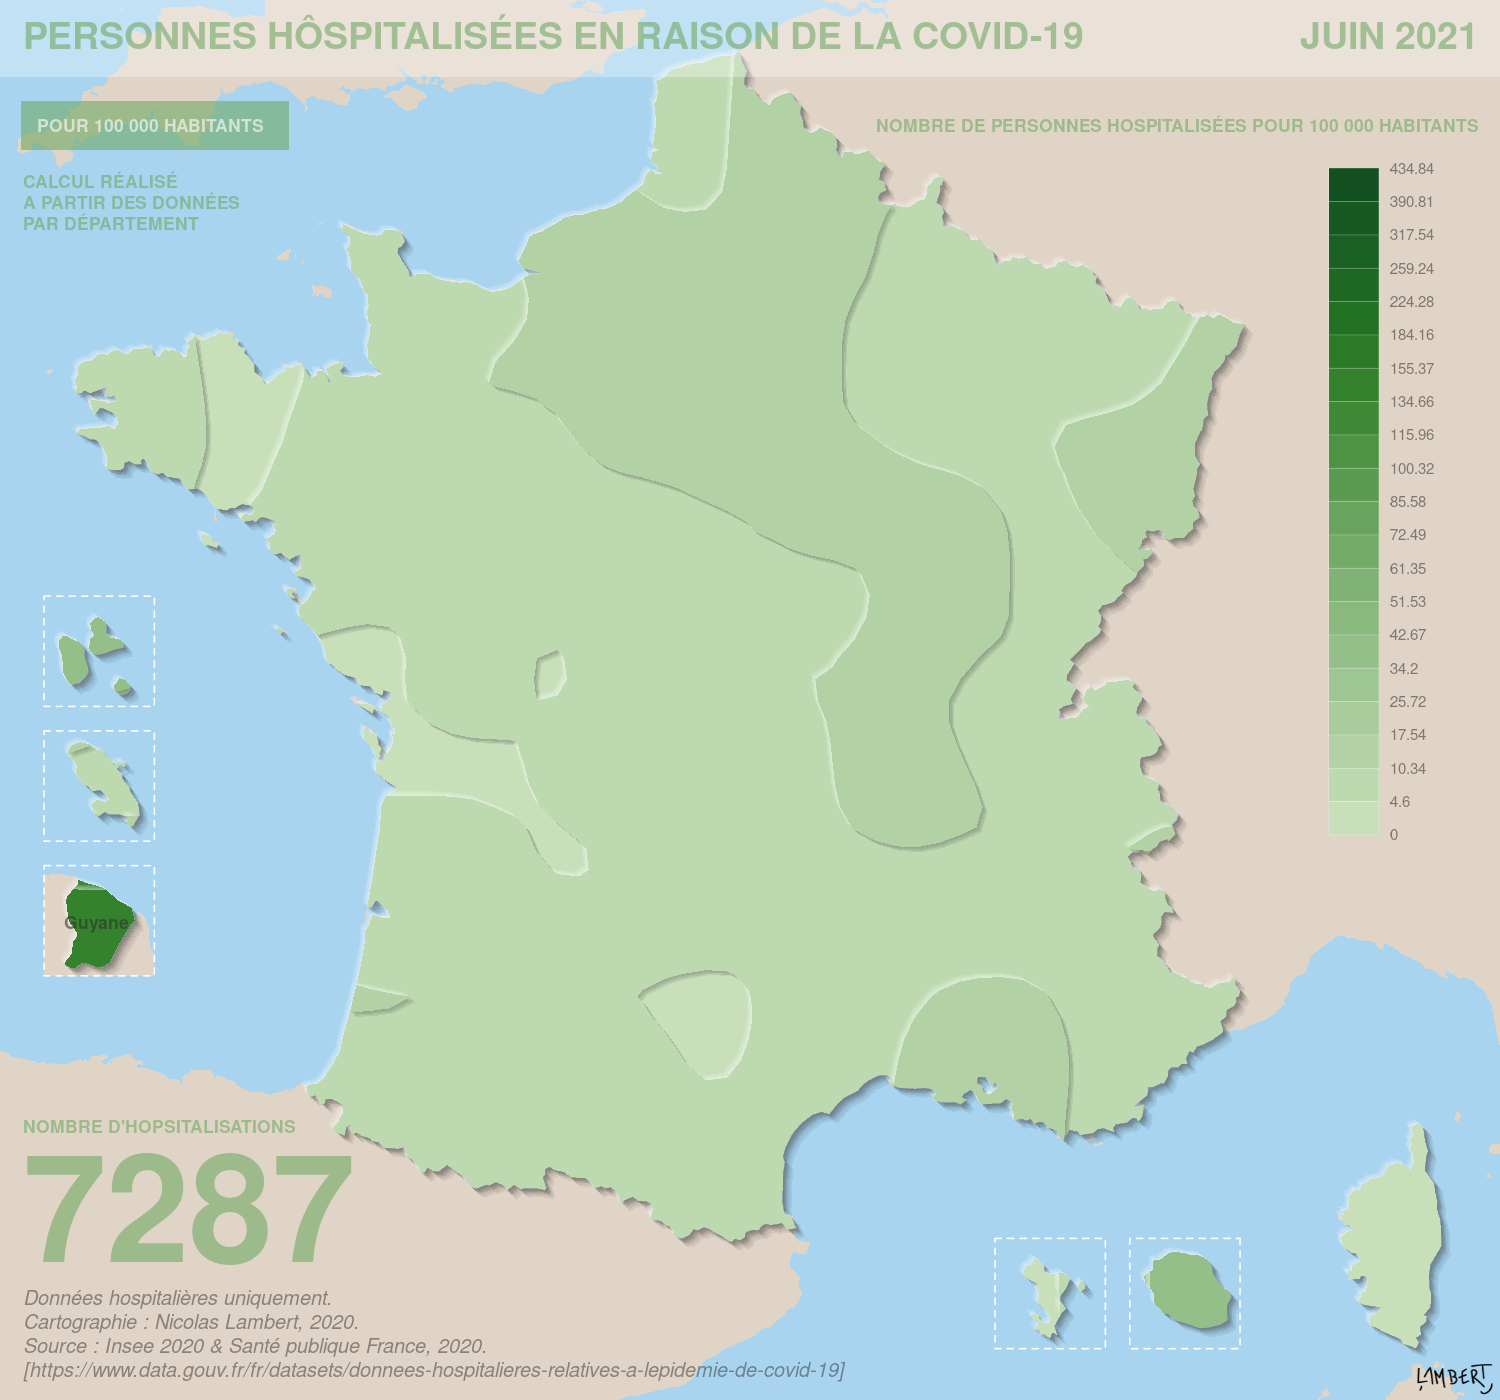 PERSONNES HÔSPITALISÉES EN RAISON DE LA COVID-19
JUIN 2021
POUR 100 000 HABITANTS
CALCUL RÉALISÉ
A PARTIR DES DONNÉES
PAR DÉPARTEMENT
NOMBRE DE PERSONNES HOSPITALISÉES POUR 100 000 HABITANTS
434.84
390.81
317.54
259.24
224.28
184.16
155.37
134.66
115.96
100.32
85.58
72.49
61.35
51.53
42.67
34.2
25.72
17.54
10.34
4.6
0
Guyane
NOMBRE D'HOPSITALISATIONS
7287
Données hospitalières uniquement.
Cartographie : Nicolas Lambert, 2020.
Source : Insee 2020 & Santé publique France, 2020.
[https://www.data.gouv.fr/fr/datasets/donnees-hospitalieres-relatives-a-lepidemie-de-covid-19]
LAMBERT